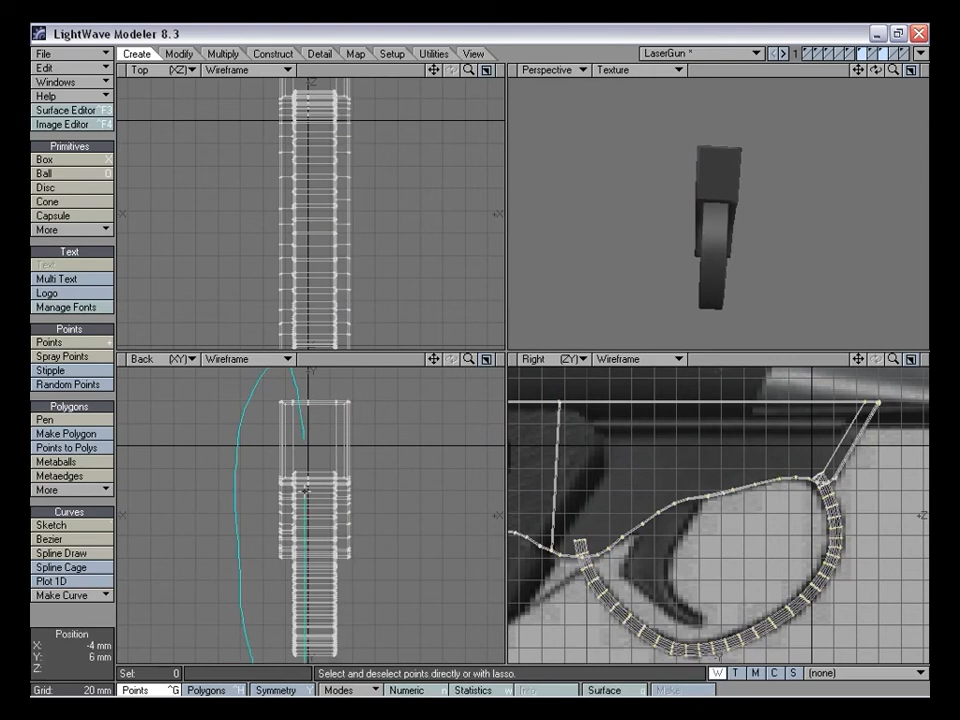 LightWave Modeler 8.3
File Create Modify Multiply Construct Detail Map Setup Utilities View LaserGun * 1
Edit Top (XZ) Wireframe Perspective Texture
Windows
Help
Surface Editor ^F3
Image Editor ^F4
Primitives
Box X
Ball O
Disc
Cone
Capsule
More
Text
Text
Multi Text
Logo
Manage Fonts
Points
Points +
Spray Points
Back (XY) Wireframe Right (ZY) Wireframe
Stipple
Random Points
Polygons
Pen
Make Polygon
Points to Polys
Metaballs
Metaedges
More
Curves
Sketch
Bezier
Spline Draw
Spline Cage
Plot 1D
Make Curve
Position
X: -4 mm
Y: 6 mm
Z:
Sel: 0 Select and deselect points directly or with lasso. W T M C S (none)
Grid: 20 mm Points ^G Polygons ^H Symmetry Y Modes Numeric n Statistics w Info Surface q Make